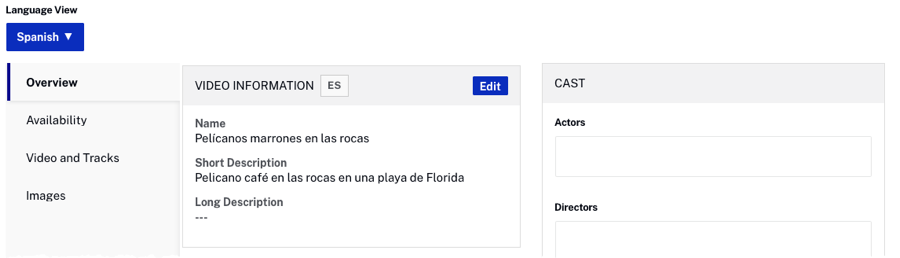 Language View
Spanish ▼
Overview
Availability
Video and Tracks
Images
VIDEO INFORMATION ES Edit
Name
Pelícanos marrones en las rocas
Short Description
Pelicano café en las rocas en una playa de Florida
Long Description
---
CAST
Actors
Directors